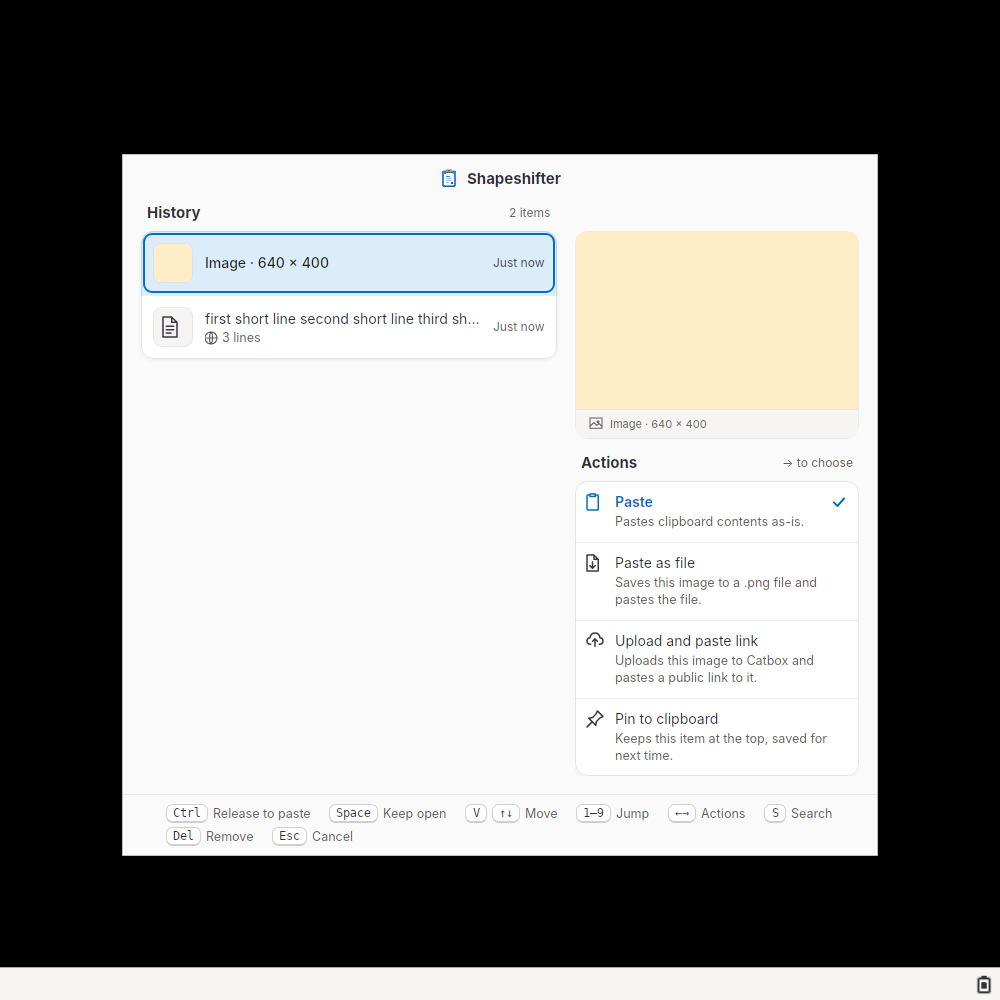 Shapeshifter
History
2 items
Image · 640 × 400
Just now
first short line second short line third sh...
3 lines
Just now
Image · 640 × 400
Actions
→ to choose
Paste
Pastes clipboard contents as-is.
Paste as file
Saves this image to a .png file and
pastes the file.
Upload and paste link
Uploads this image to Catbox and
pastes a public link to it.
Pin to clipboard
Keeps this item at the top, saved for
next time.
Ctrl Release to paste Space Keep open V ↑↓ Move 1–9 Jump ←→ Actions S Search
Del Remove Esc Cancel